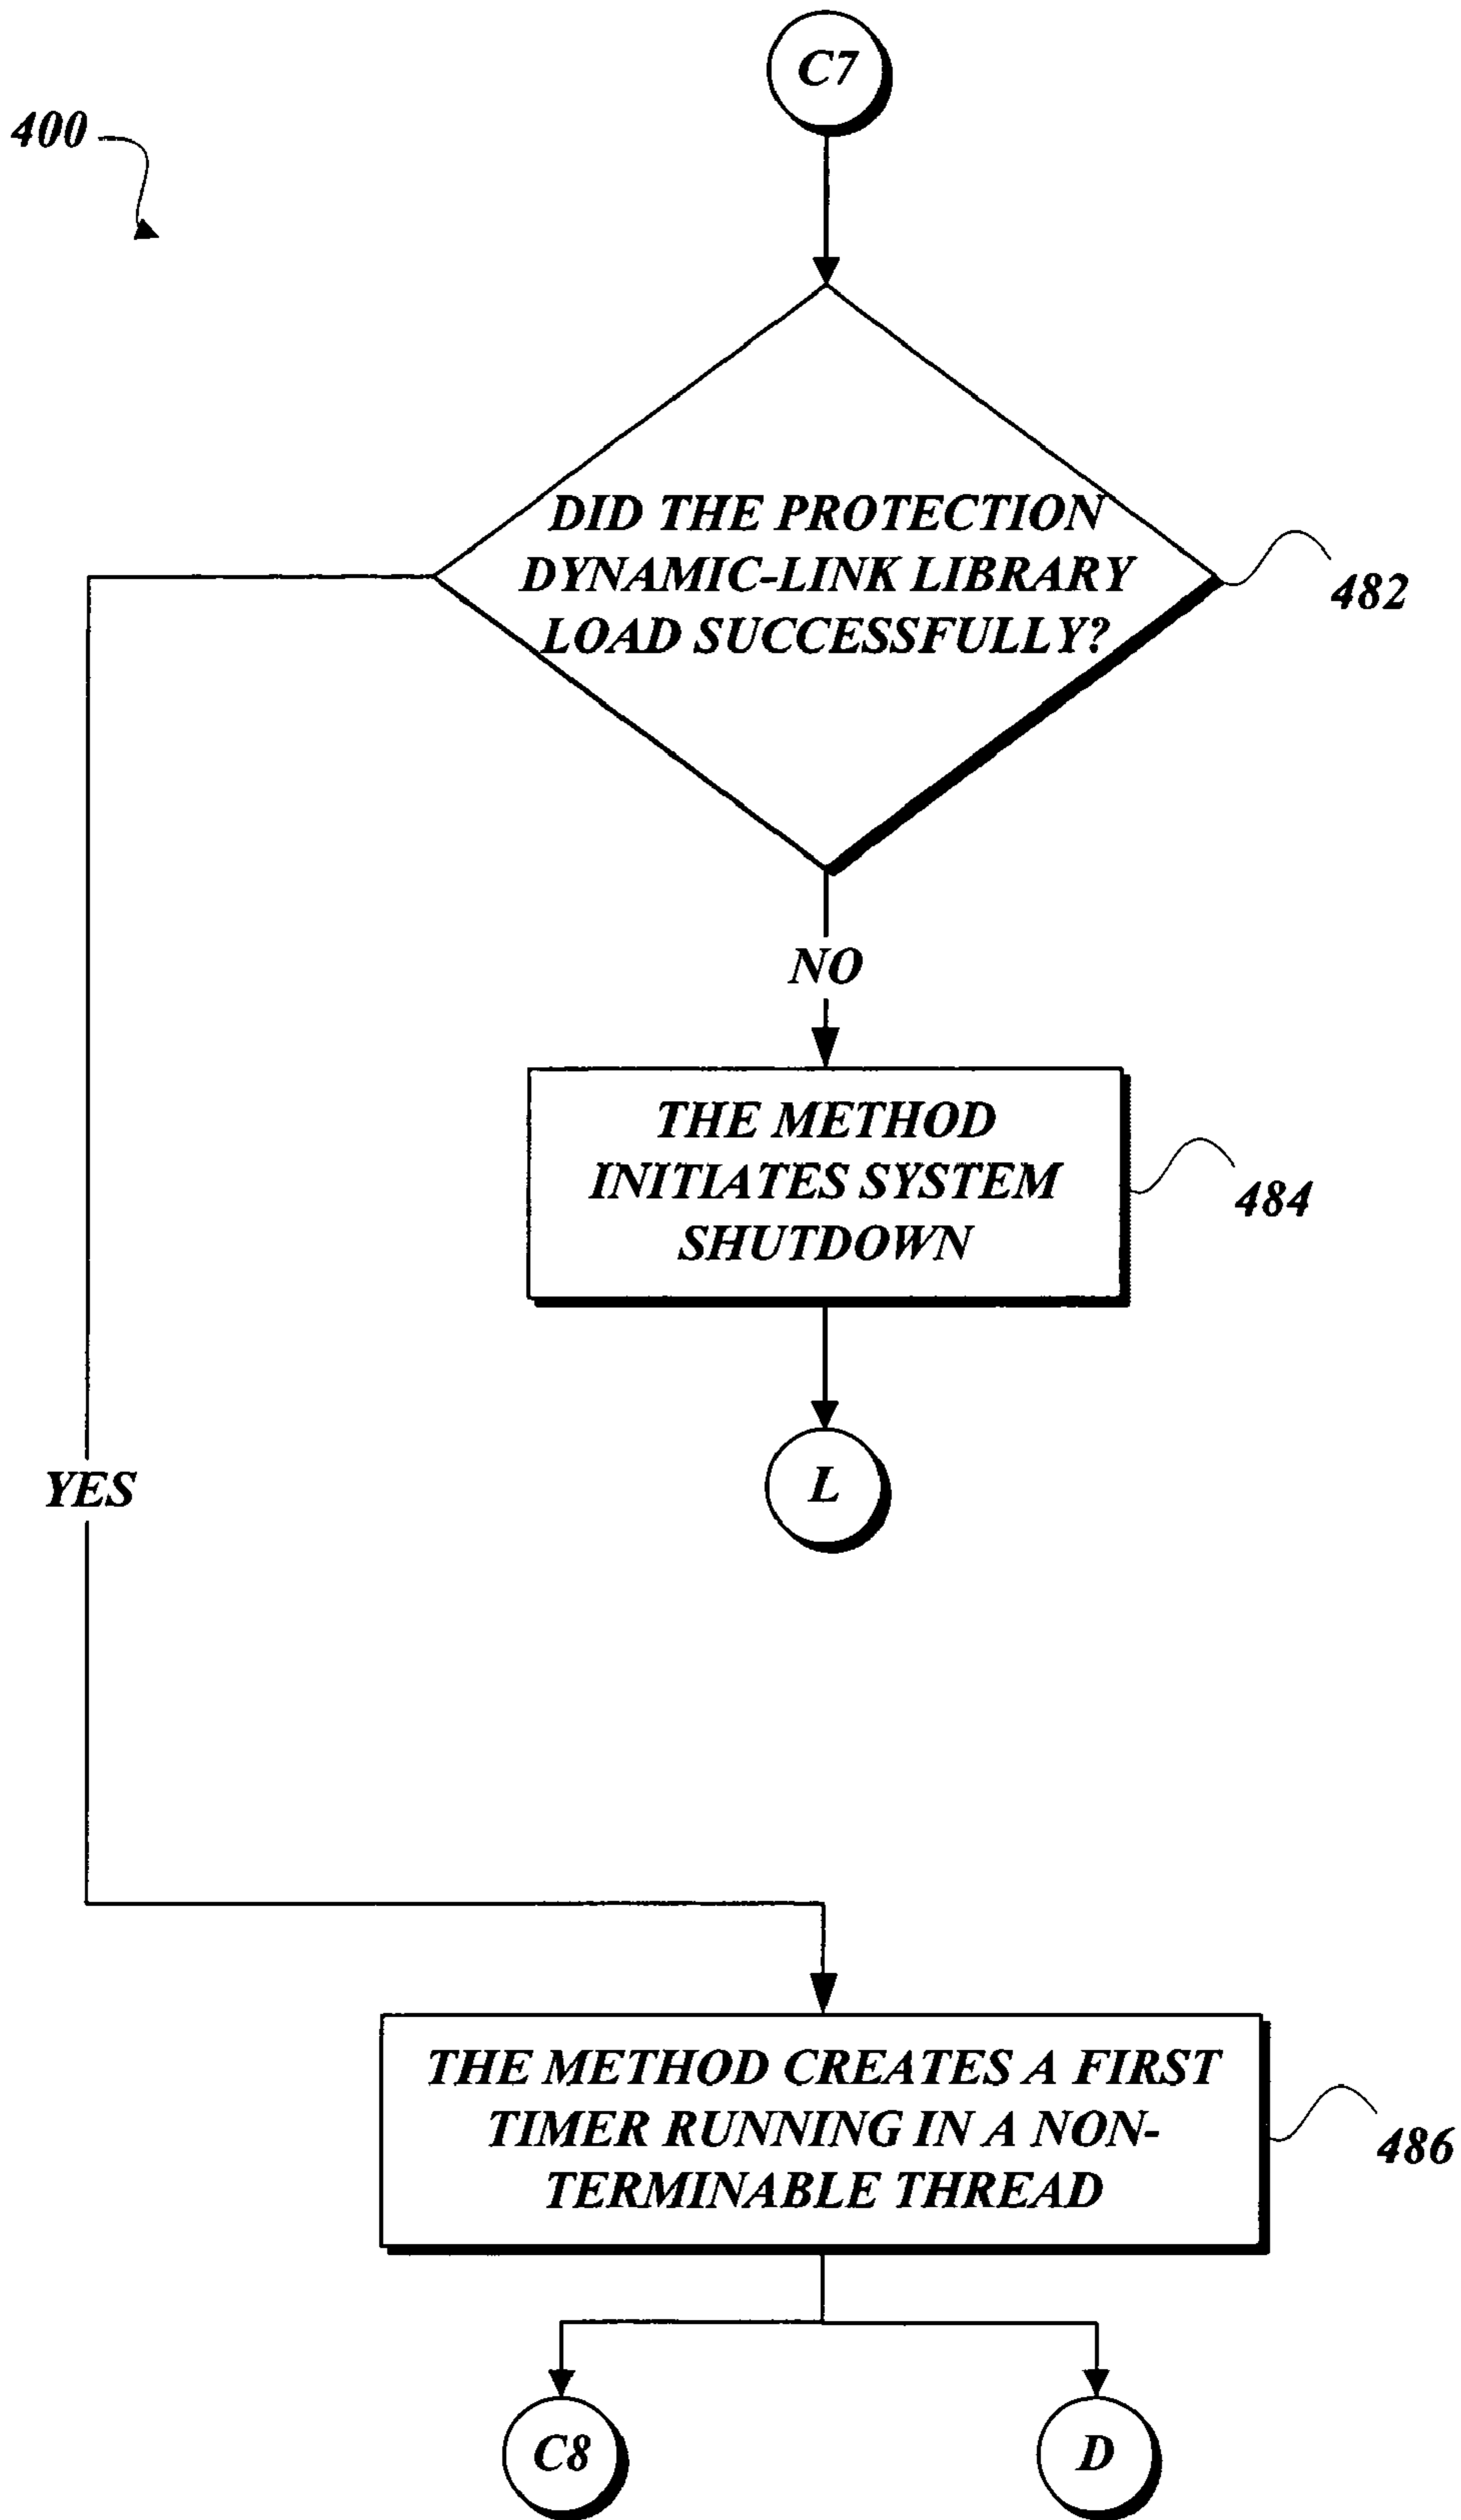 C7
400
DID THE PROTECTION
DYNAMIC-LINK LIBRARY
LOAD SUCCESSFULLY?
482
NO
THE METHOD
INITIATES SYSTEM
SHUTDOWN
484
L
YES
THE METHOD CREATES A FIRST
TIMER RUNNING IN A NON-
TERMINABLE THREAD
486
C8
D